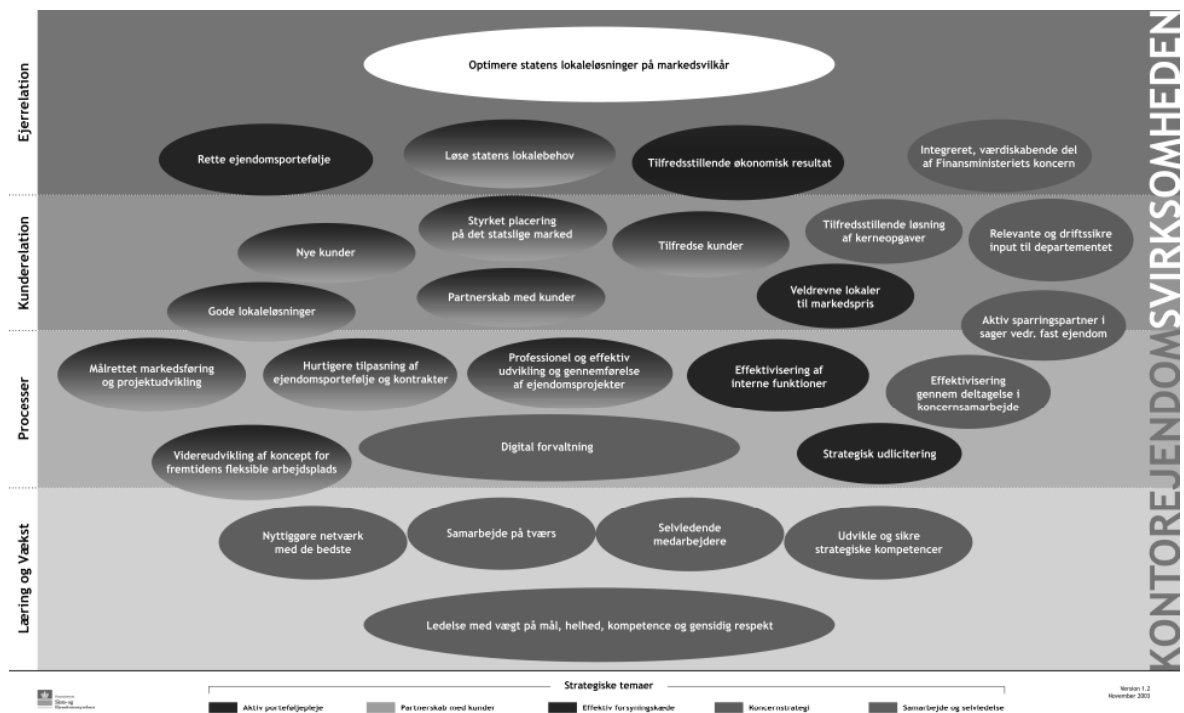 Ejerrelation
Optimere statens lokaleløsninger på markedsvilkår
Rette ejendomsportefølje
Løse statens lokalebehov
Tilfredsstillende økonomisk resultat
Integreret, værdiskabende del
af Finansministeriets koncern
Kunderelation
Nye kunder
Styrket placering
på det statslige marked
Tilfredse kunder
Tilfredsstillende løsning
af kerneopgaver
Relevante og driftssikre
input til departementet
Gode lokaleløsninger
Partnerskab med kunder
Veldrevne lokaler
til markedspris
Aktiv sparringspartner i
sager vedr. fast ejendom
Processer
Målrettet markedsføring
og projektudvikling
Hurtigere tilpasning af
ejendomsportefølje og kontrakter
Professionel og effektiv
udvikling og gennemførelse
af ejendomsprojekter
Effektivisering af
interne funktioner
Effektivisering
gennem deltagelse i
koncernsamarbejde
Videreudvikling af koncept for
fremtidens fleksible arbejdsplads
Digital forvaltning
Strategisk udlicitering
Læring og Vækst
Nyttiggøre netværk
med de bedste
Samarbejde på tværs
Selvledende
medarbejdere
Udvikle og sikre
strategiske kompetencer
Ledelse med vægt på mål, helhed, kompetence og gensidig respekt
KONTOREJENDOMSVIRKSOMHEDEN
Strategiske temaer
Aktiv porteføljepleje
Partnerskab med kunder
Effektiv forsyningskæde
Koncernstrategi
Samarbejde og selvledelse
Version 1.2
November 2003